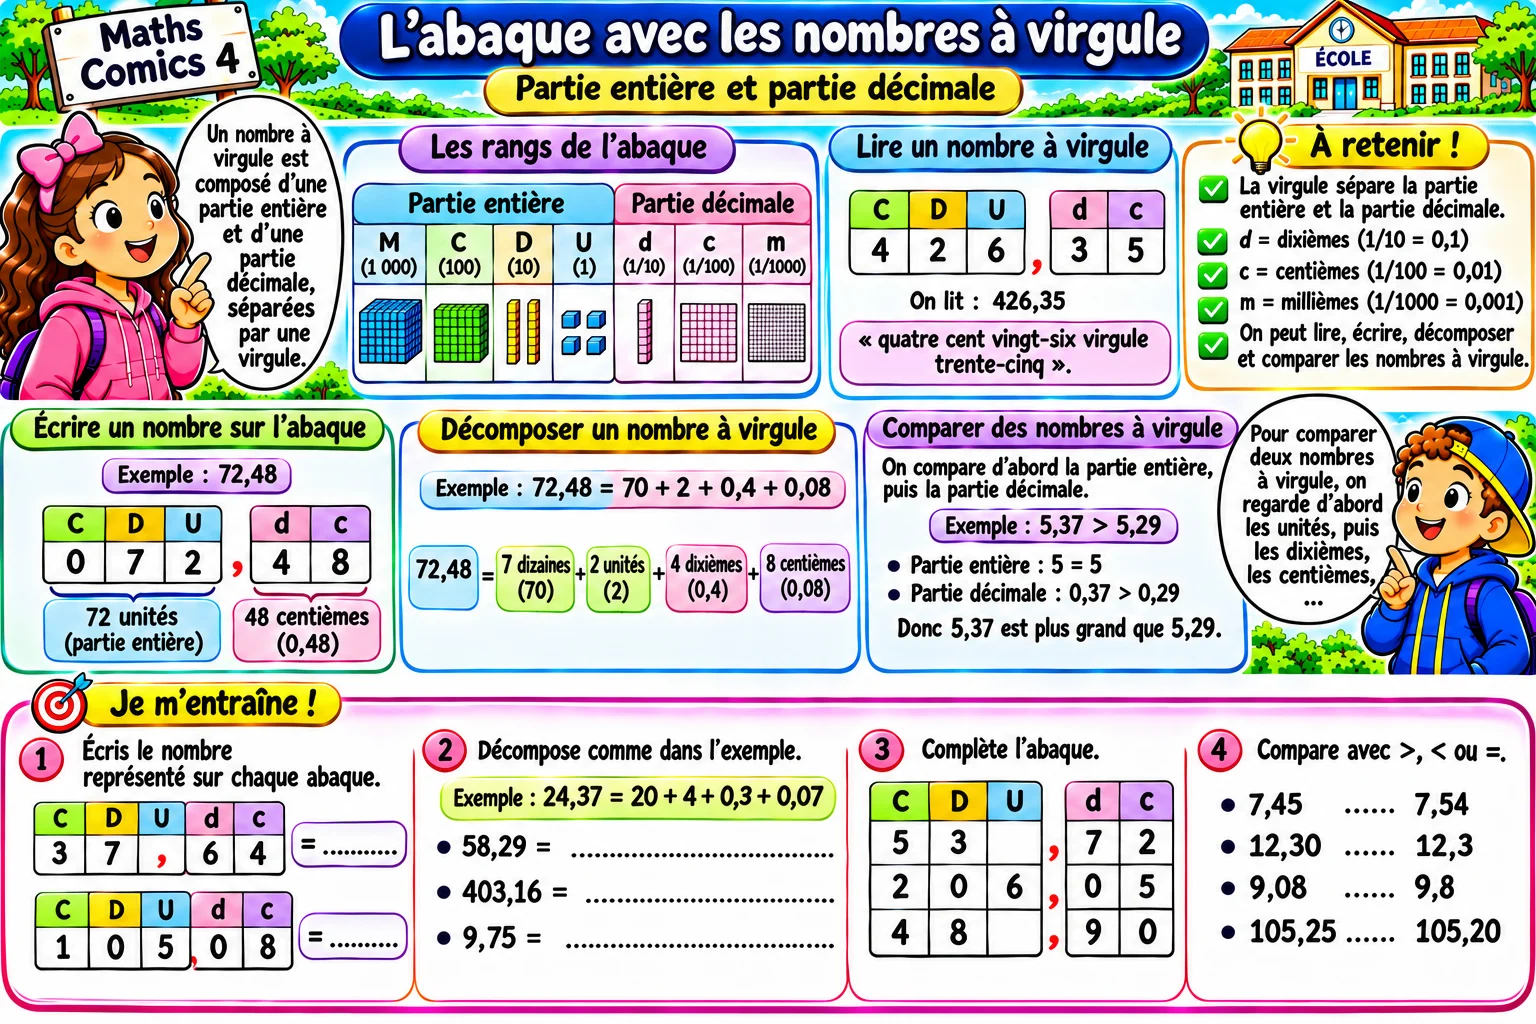 Maths
Comics 4
L'abaque avec les nombres à virgule
Partie entière et partie décimale
ÉCOLE
Un nombre à
virgule est
composé d'une
partie entière
et d'une
partie
décimale,
séparées
par une
virgule.
Les rangs de l'abaque
Partie entière Partie décimale
M C D U d c m
(1 000) (100) (10) (1) (1/10) (1/100) (1/1000)
Lire un nombre à virgule
C D U d c
4 2 6 , 3 5
On lit : 426,35
« quatre cent vingt-six virgule
trente-cinq ».
À retenir !
La virgule sépare la partie
entière et la partie décimale.
d = dixièmes (1/10 = 0,1)
c = centièmes (1/100 = 0,01)
m = millièmes (1/1000 = 0,001)
On peut lire, écrire, décomposer
et comparer les nombres à virgule.
Écrire un nombre sur l'abaque
Exemple : 72,48
C D U d c
0 7 2 , 4 8
72 unités
(partie entière)
48 centièmes
(0,48)
Décomposer un nombre à virgule
Exemple : 72,48 = 70 + 2 + 0,4 + 0,08
72,48 = 7 dizaines + 2 unités + 4 dixièmes + 8 centièmes
(70) (2) (0,4) (0,08)
Comparer des nombres à virgule
On compare d'abord la partie entière,
puis la partie décimale.
Exemple : 5,37 > 5,29
• Partie entière : 5 = 5
• Partie décimale : 0,37 > 0,29
Donc 5,37 est plus grand que 5,29.
Pour comparer
deux nombres
à virgule, on
regarde d'abord
les unités, puis
les dixièmes,
les centièmes,
...
Je m'entraîne !
1 Écris le nombre
représenté sur chaque abaque.
C D U d c
3 7 , 6 4 = ...........
C D U d c
1 0 5 , 0 8 = ..........
2 Décompose comme dans l'exemple.
Exemple : 24,37 = 20 + 4 + 0,3 + 0,07
• 58,29 = ....................................
• 403,16 = ..................................
• 9,75 = ....................................
3 Complète l'abaque.
C D U d c
5 3 , 7 2
2 0 6 , 0 5
4 8 , 9 0
4 Compare avec >, < ou =.
• 7,45 ...... 7,54
• 12,30 ...... 12,3
• 9,08 ...... 9,8
• 105,25 ...... 105,20